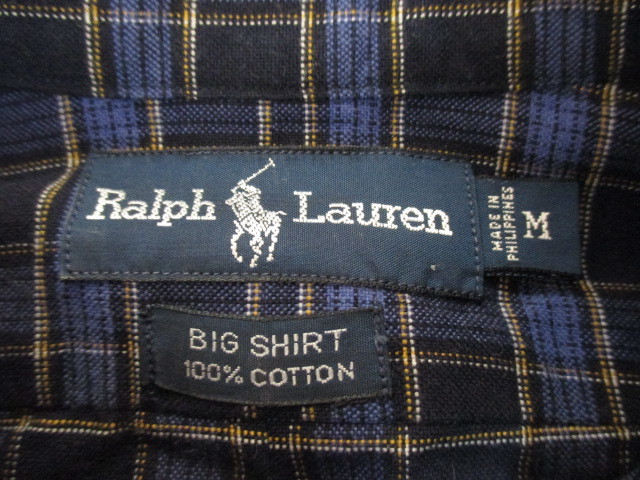 Ralph Lauren
MADE IN
PHILIPPINES
M
BIG SHIRT
100% COTTON